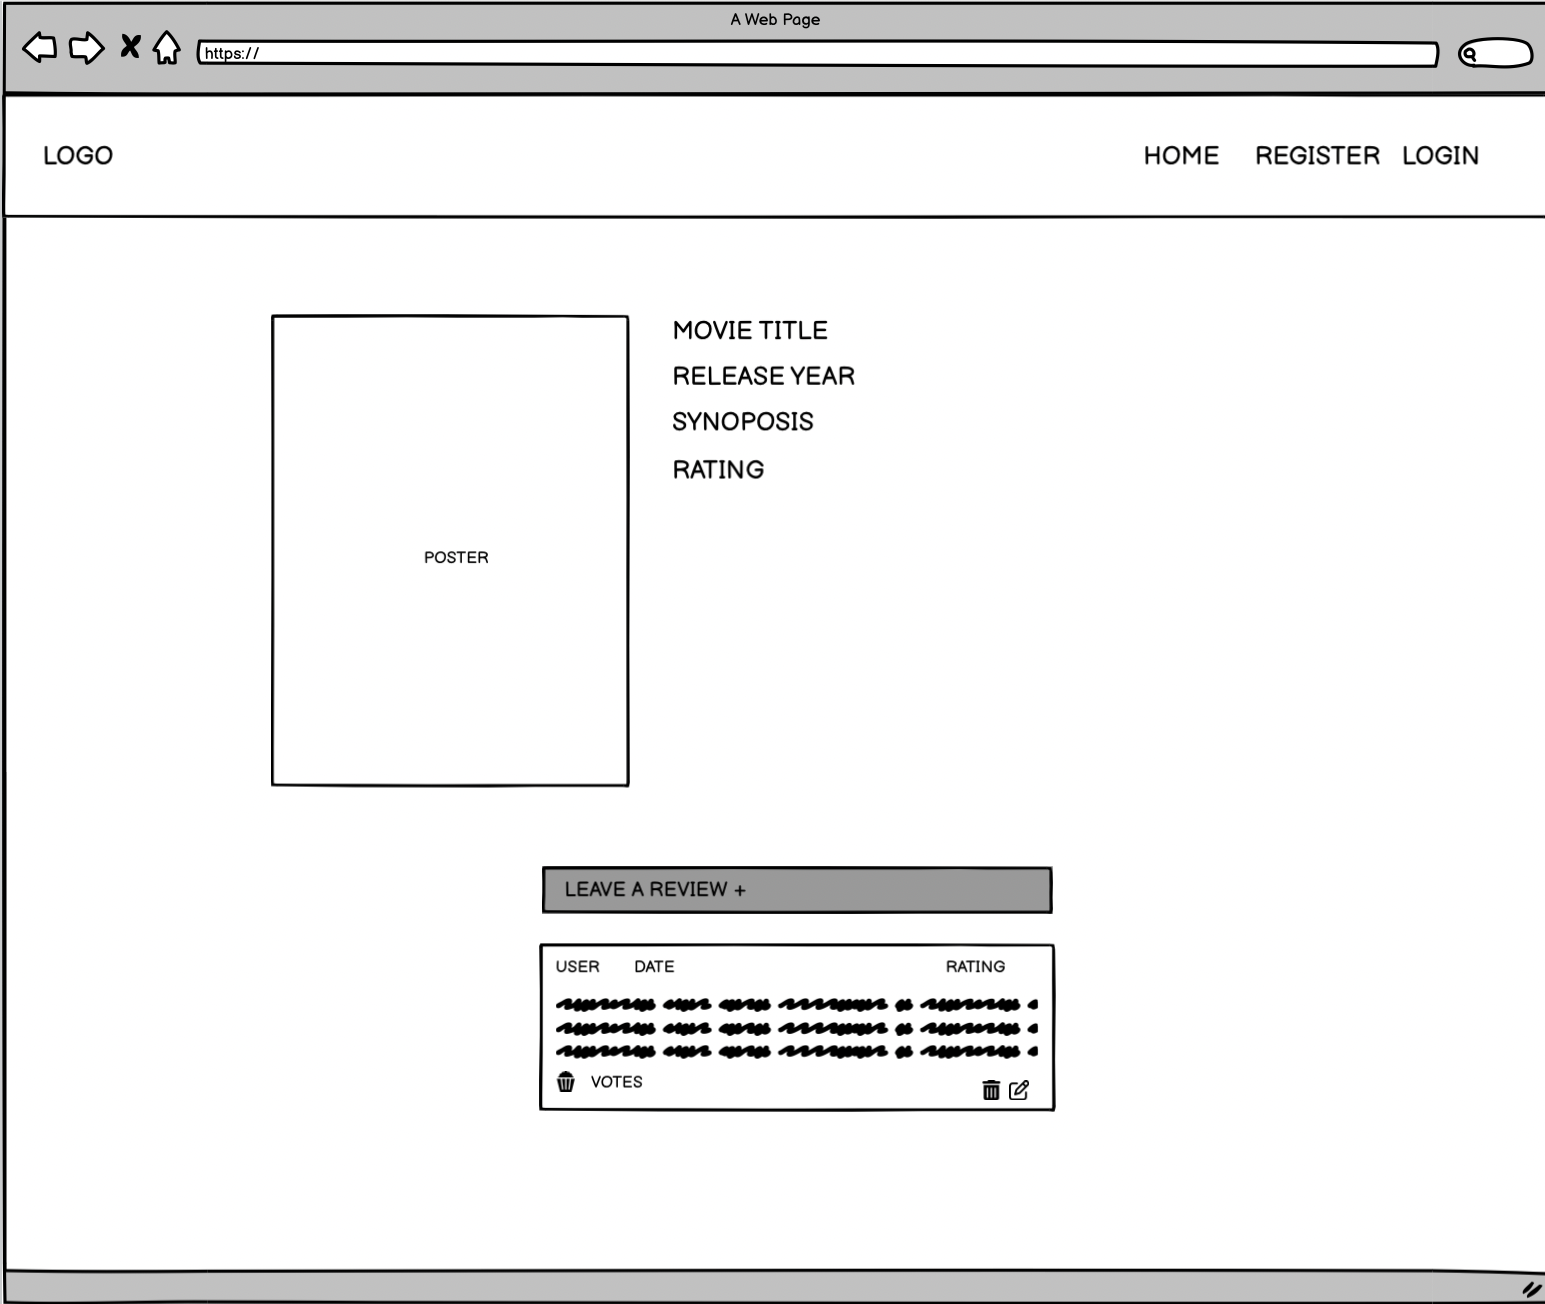 A Web Page
https://
LOGO HOME REGISTER LOGIN
MOVIE TITLE
RELEASE YEAR
SYNOPOSIS
RATING
POSTER
LEAVE A REVIEW +
USER DATE RATING
VOTES